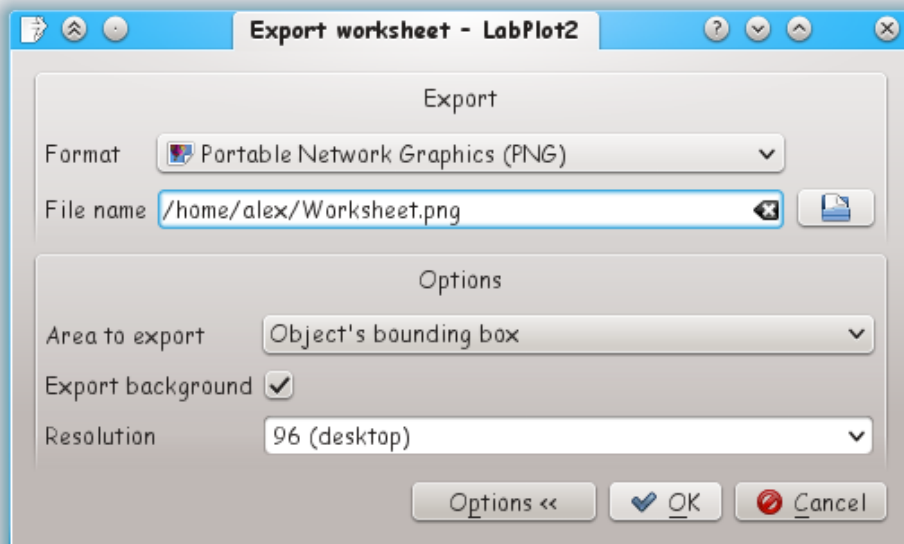 Export worksheet - LabPlot2
Export
Format Portable Network Graphics (PNG)
File name /home/alex/Worksheet.png
Options
Area to export Object's bounding box
Export background
Resolution 96 (desktop)
Options << OK Cancel